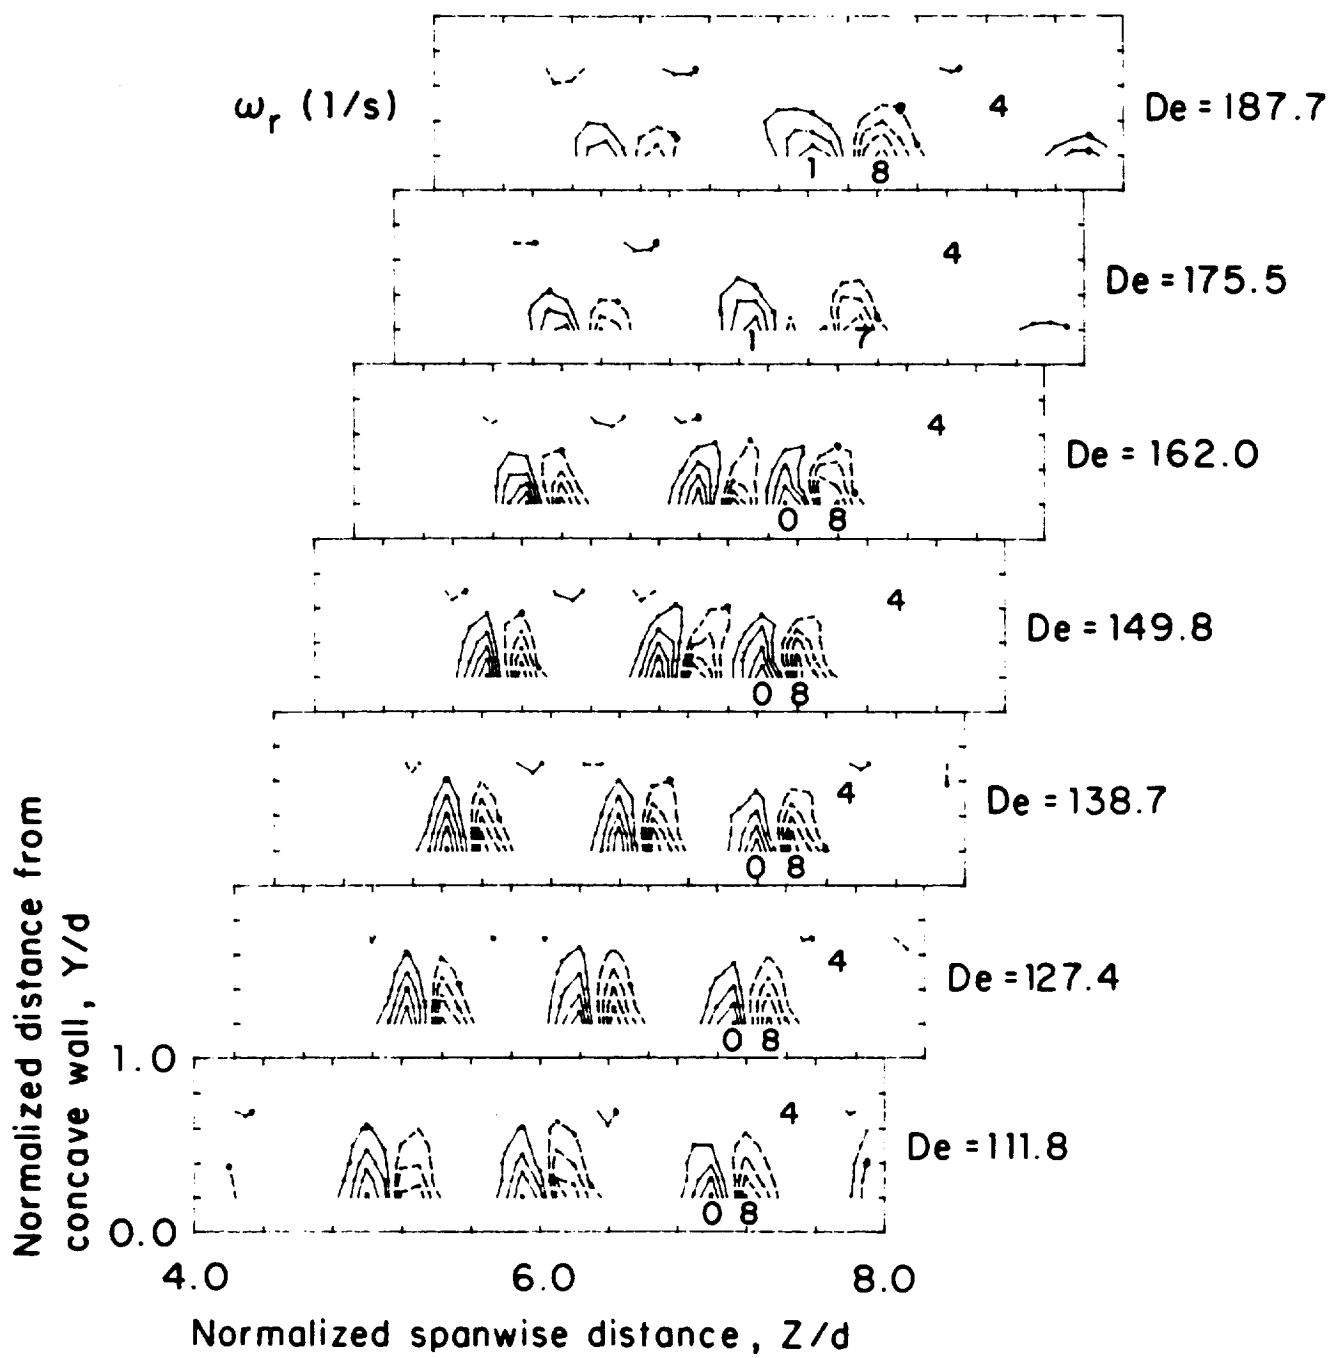 ω_r (1/s)
4
De = 187.7
1 8
4
De = 175.5
1 7
4
De = 162.0
0 8
4
De = 149.8
0 8
4
De = 138.7
0 8
4
De = 127.4
0 8
4
De = 111.8
0 8
1.0
0.0
4.0 6.0 8.0
Normalized distance from
concave wall, Y/d
Normalized spanwise distance, Z/d